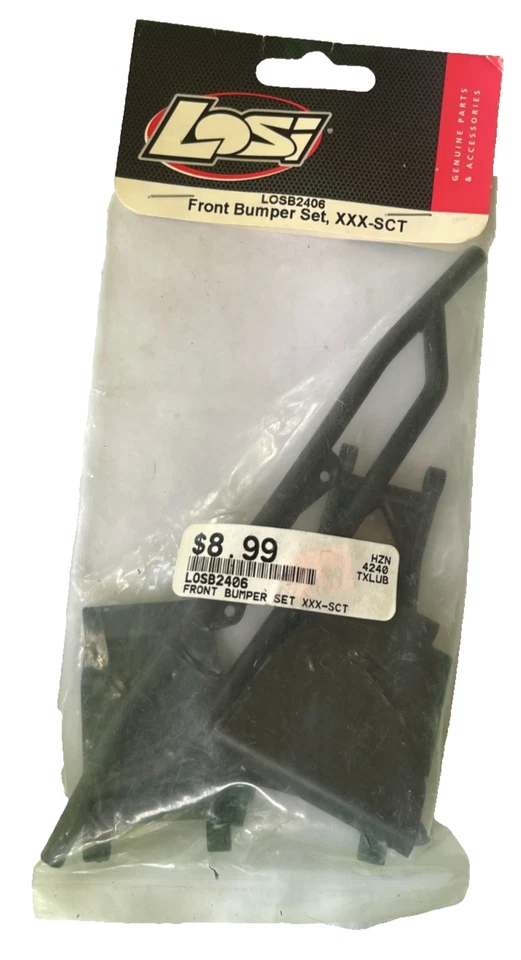 Losi
®
GENUINE PARTS
& ACCESSORIES
LOSB2406
Front Bumper Set, XXX-SCT
$8.99
HZN
4240
TXLUB
LOSB2406
FRONT BUMPER SET XXX-SCT